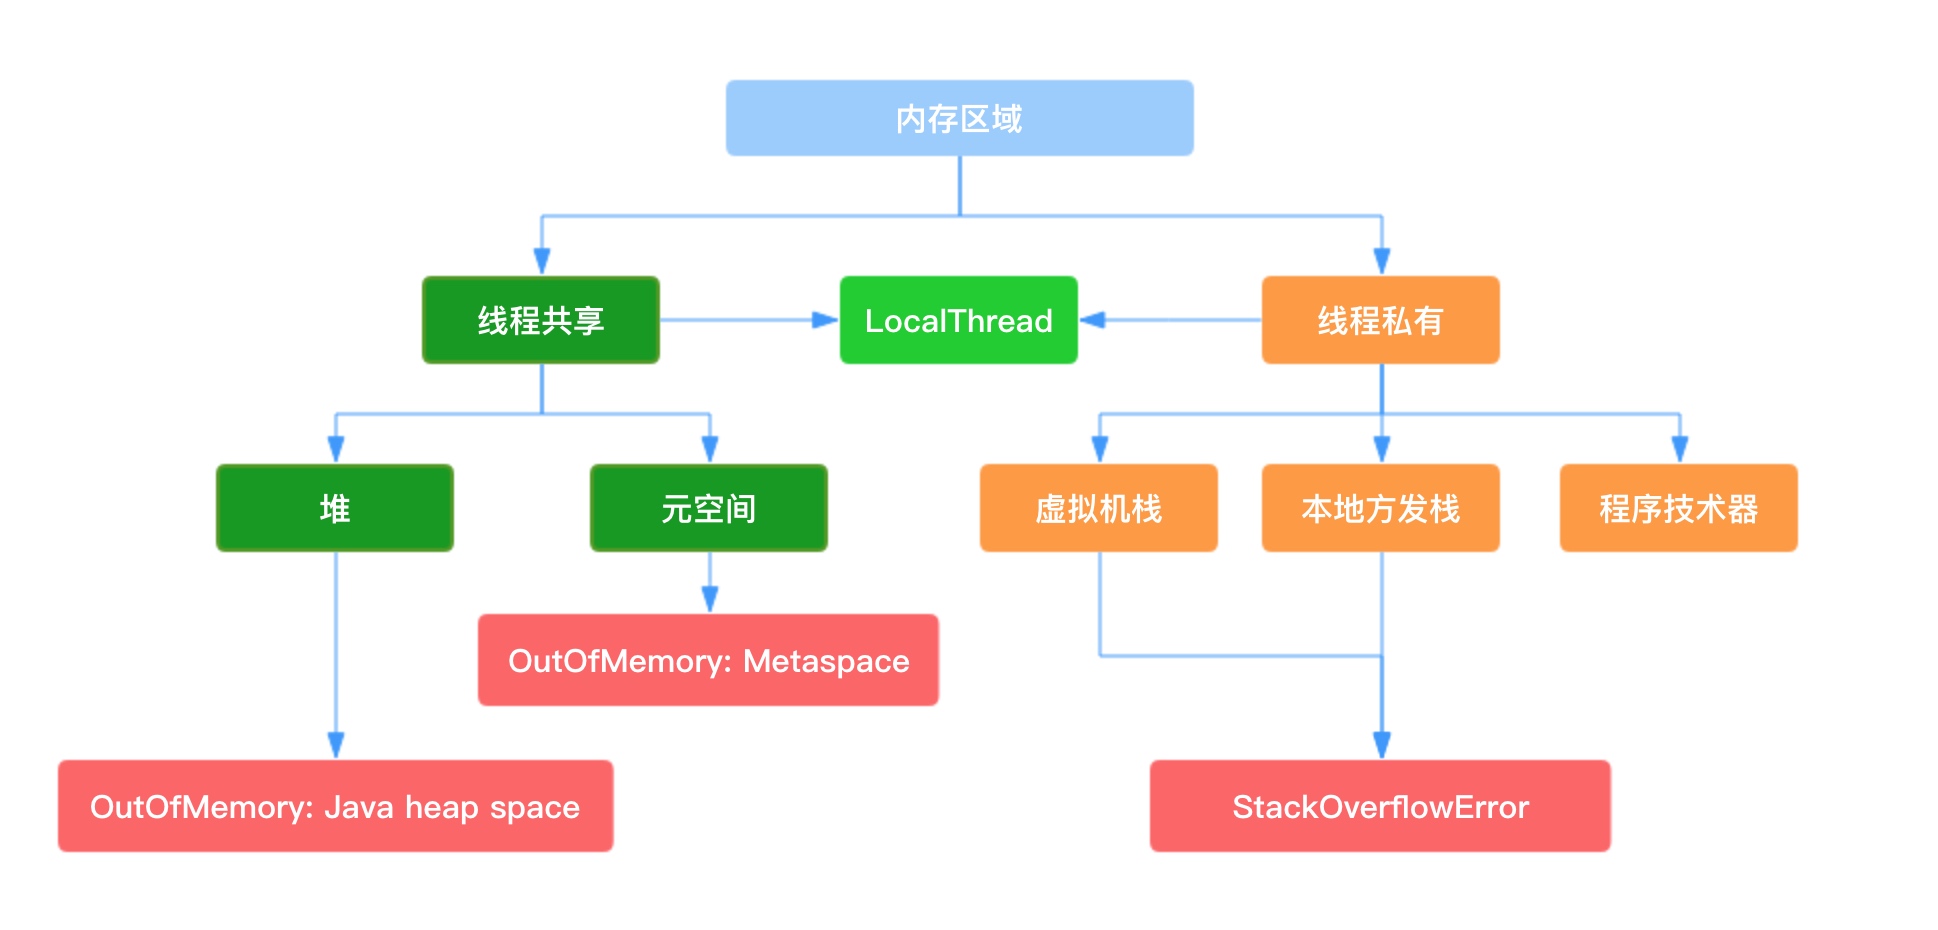 内存区域
线程共享
LocalThread
线程私有
堆
元空间
虚拟机栈
本地方发栈
程序技术器
OutOfMemory: Metaspace
OutOfMemory: Java heap space
StackOverflowError